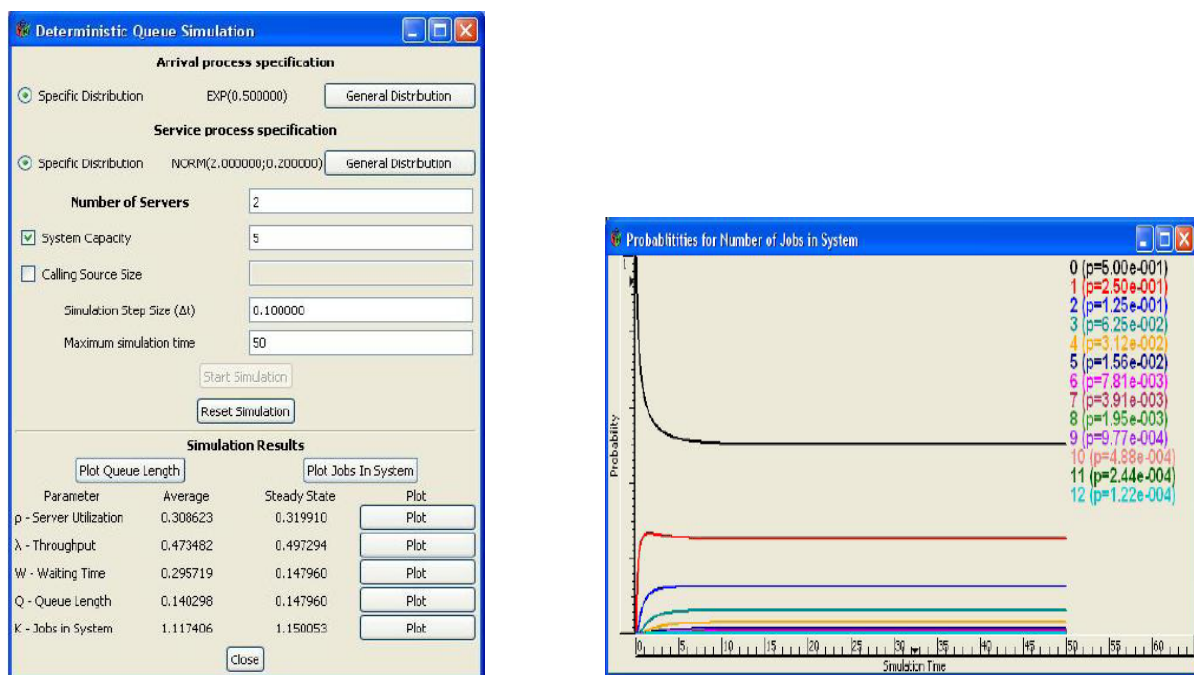 Deterministic Queue Simulation
Arrival process specification
Specific Distribution EXP(0.500000) General Distribution
Service process specification
Specific Distribution NORM(2.000000;0.200000) General Distribution
Number of Servers 2
System Capacity 5
Calling Source Size
Simulation Step Size (Δt) 0.100000
Maximum simulation time 50
Start Simulation
Reset Simulation
Simulation Results
Plot Queue Length Plot Jobs In System
Parameter Average Steady State Plot
ρ - Server Utilization 0.308623 0.319910 Plot
λ - Throughput 0.473482 0.497294 Plot
W - Waiting Time 0.295719 0.147960 Plot
Q - Queue Length 0.140298 0.147960 Plot
K - Jobs in System 1.117406 1.150053 Plot
Close
Probablitities for Number of Jobs in System
1
0 (p=5.00e-001)
1 (p=2.50e-001)
2 (p=1.25e-001)
3 (p=6.25e-002)
4 (p=3.12e-002)
5 (p=1.56e-002)
6 (p=7.81e-003)
7 (p=3.91e-003)
8 (p=1.95e-003)
9 (p=9.77e-004)
10 (p=4.88e-004)
11 (p=2.44e-004)
12 (p=1.22e-004)
Probability
0 5 10 15 20 25 30 35 40 45 50 55 60
Simulation Time